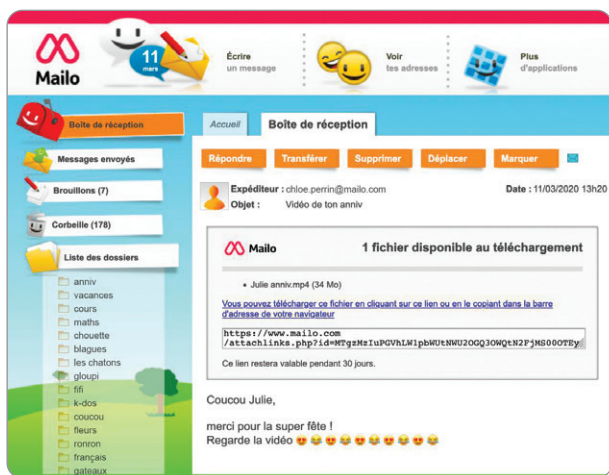 Mailo
11
mars
Écrire
un message
Voir
tes adresses
Plus
d'applications
Boîte de réception
Messages envoyés
Brouillons (7)
Corbeille (178)
Liste des dossiers
anniv
vacances
cours
maths
chouette
blagues
les chatons
gloupi
fifi
k-dos
coucou
fleurs
ronron
français
gateaux
Accueil
Boîte de réception
Répondre Transférer Supprimer Déplacer Marquer
Expéditeur : chloe.perrin@mailo.com Date : 11/03/2020 13h20
Objet : Vidéo de ton anniv
Mailo 1 fichier disponible au téléchargement
• Julie anniv.mp4 (34 Mo)
Vous pouvez télécharger ce fichier en cliquant sur ce lien ou en le copiant dans la barre
d'adresse de votre navigateur
https://www.mailo.com
Ce lien restera valable pendant 30 jours.
Coucou Julie,
merci pour la super fête !
Regarde la vidéo 😍😂😍😂😍😂😍😂😍😂